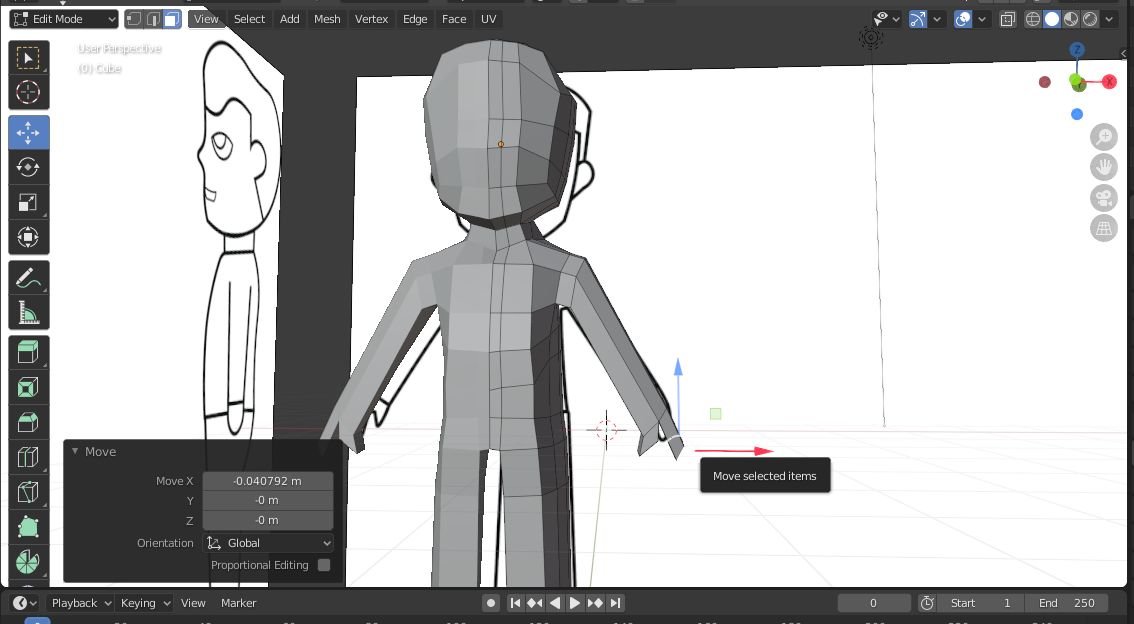 Edit Mode
View Select Add Mesh Vertex Edge Face UV
User Perspective
(0) Cube
Z
X
Move
Move X -0.040792 m
Y -0 m
Z -0 m
Orientation Global
Proportional Editing
Move selected items
Playback Keying View Marker
0
Start 1
End 250